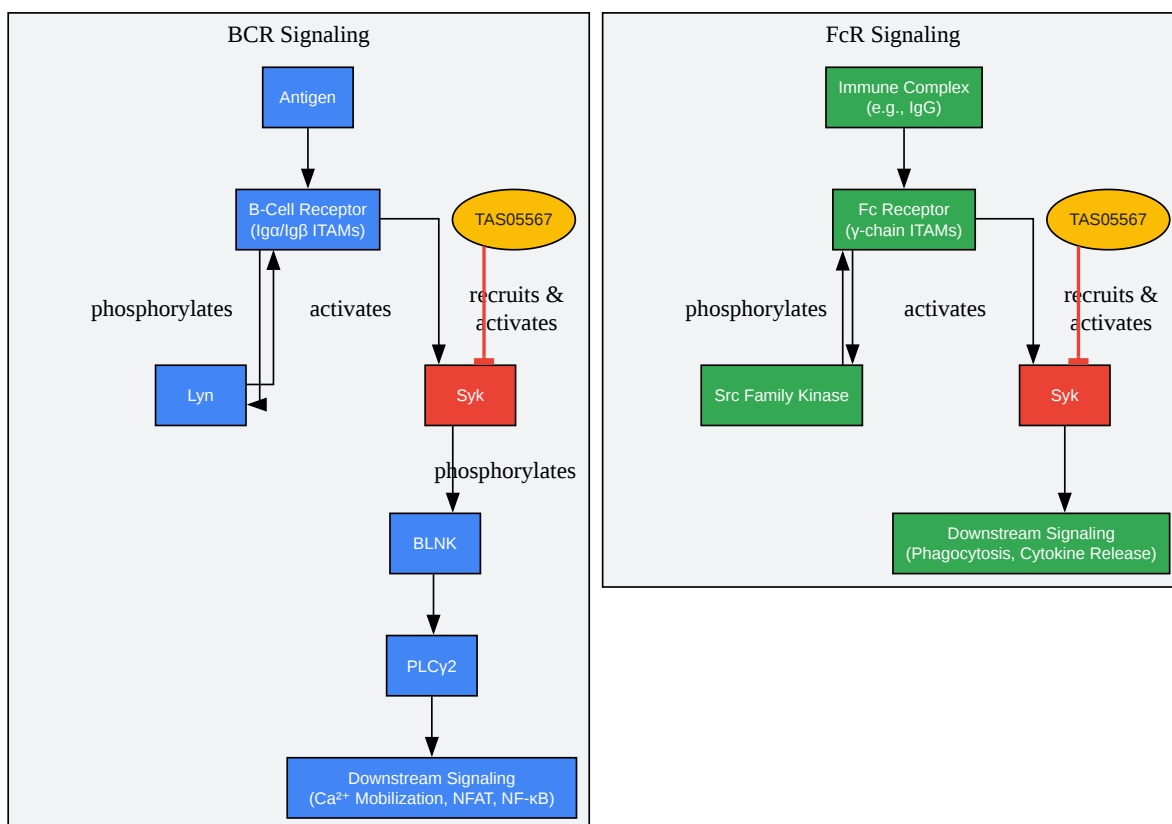 BCR Signaling
Antigen
B-Cell Receptor
(Igα/Igβ ITAMs)
TAS05567
phosphorylates
activates
recruits &
activates
Lyn
Syk
phosphorylates
BLNK
PLCγ2
Downstream Signaling
(Ca²⁺ Mobilization, NFAT, NF-κB)
FcR Signaling
Immune Complex
(e.g., IgG)
Fc Receptor
(γ-chain ITAMs)
TAS05567
phosphorylates
activates
recruits &
activates
Src Family Kinase
Syk
Downstream Signaling
(Phagocytosis, Cytokine Release)